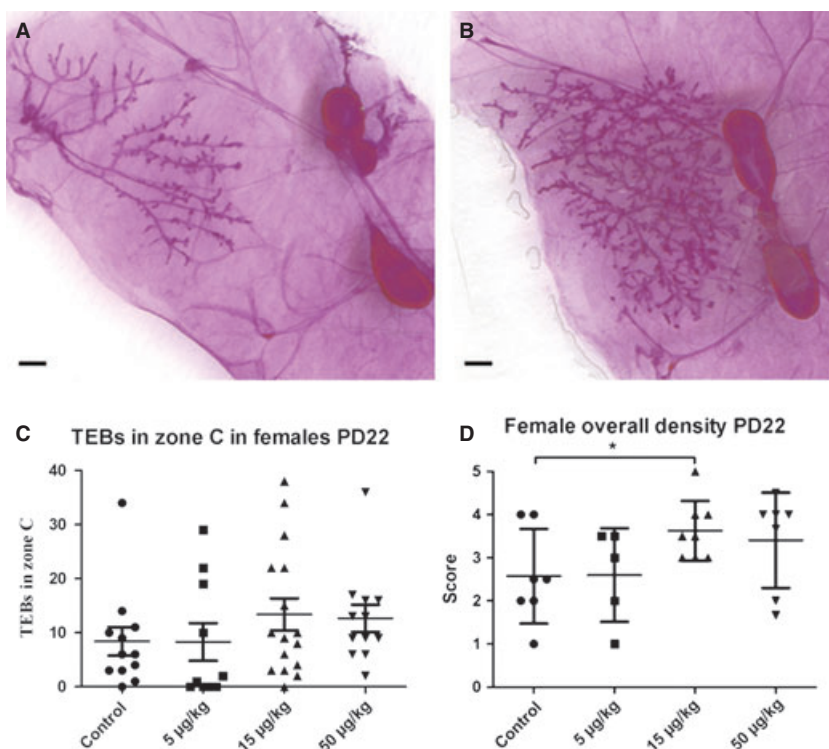 A
B
C
TEBs in zone C in females PD22
TEBs in zone C
40
30
20
10
0
Control
5 µg/kg
15 µg/kg
50 µg/kg
D
Female overall density PD22
*
Score
5
4
3
2
1
0
Control
5 µg/kg
15 µg/kg
50 µg/kg